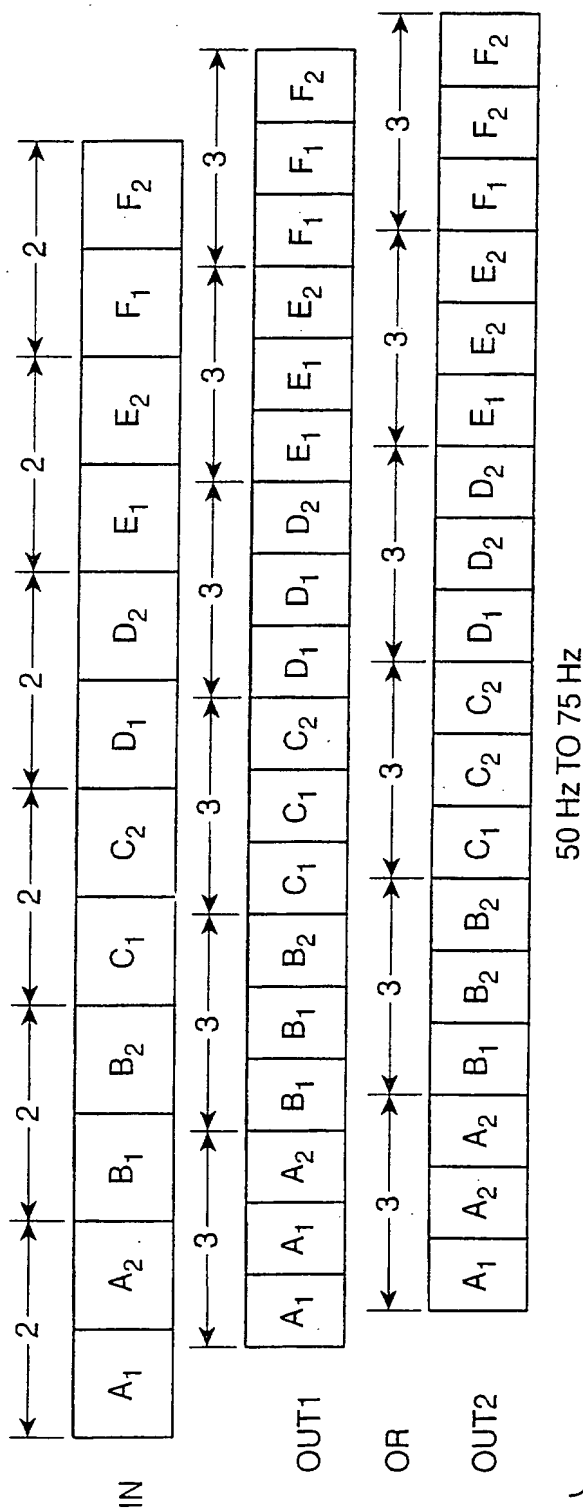 2 2 2 2 2 2
IN A1 A2 B1 B2 C1 C2 D1 D2 E1 E2 F1 F2
3 3 3 3 3 3
OUT1 A1 A1 A2 B1 B1 B2 C1 C1 C2 D1 D1 D2 E1 E1 E2 F1 F1 F2
OR
3 3 3 3 3 3
OUT2 A1 A2 A2 B1 B2 B2 C1 C2 C2 D1 D2 D2 E1 E2 E2 F1 F2 F2
50 Hz TO 75 Hz